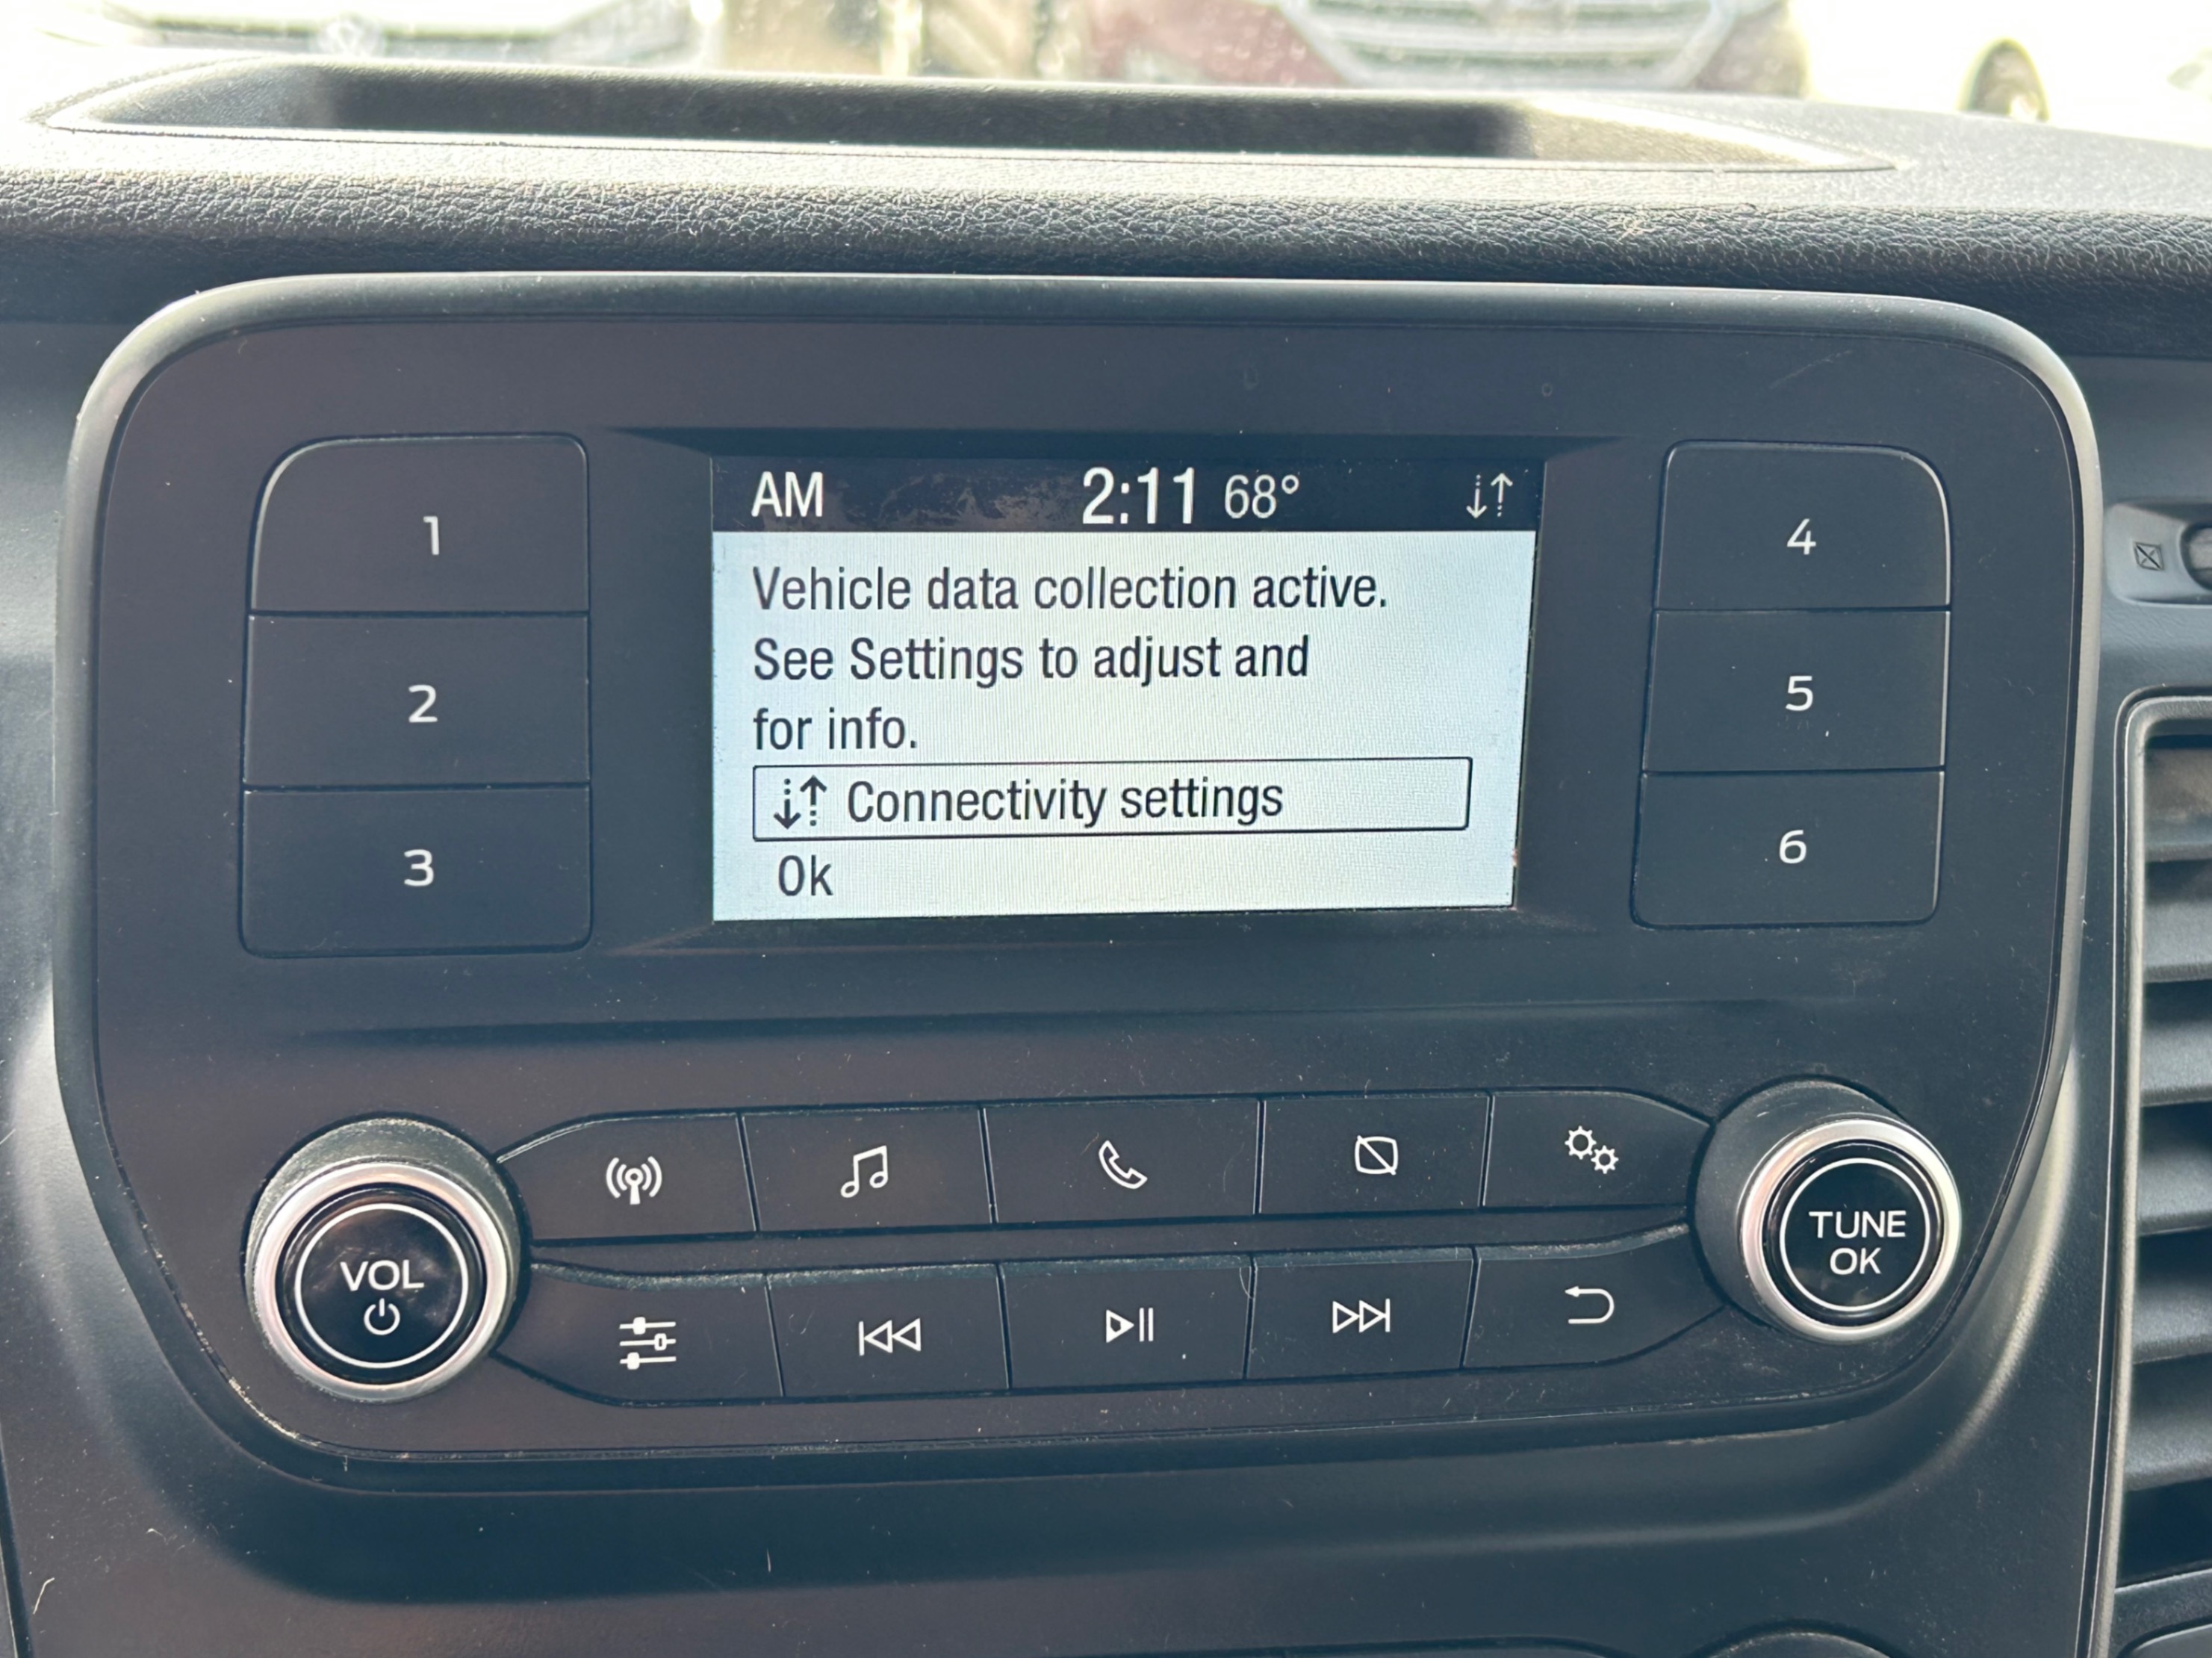 AM 2:11 68°
Vehicle data collection active.
See Settings to adjust and
for info.
Connectivity settings
Ok
1
2
3
4
5
6
VOL
TUNE
OK